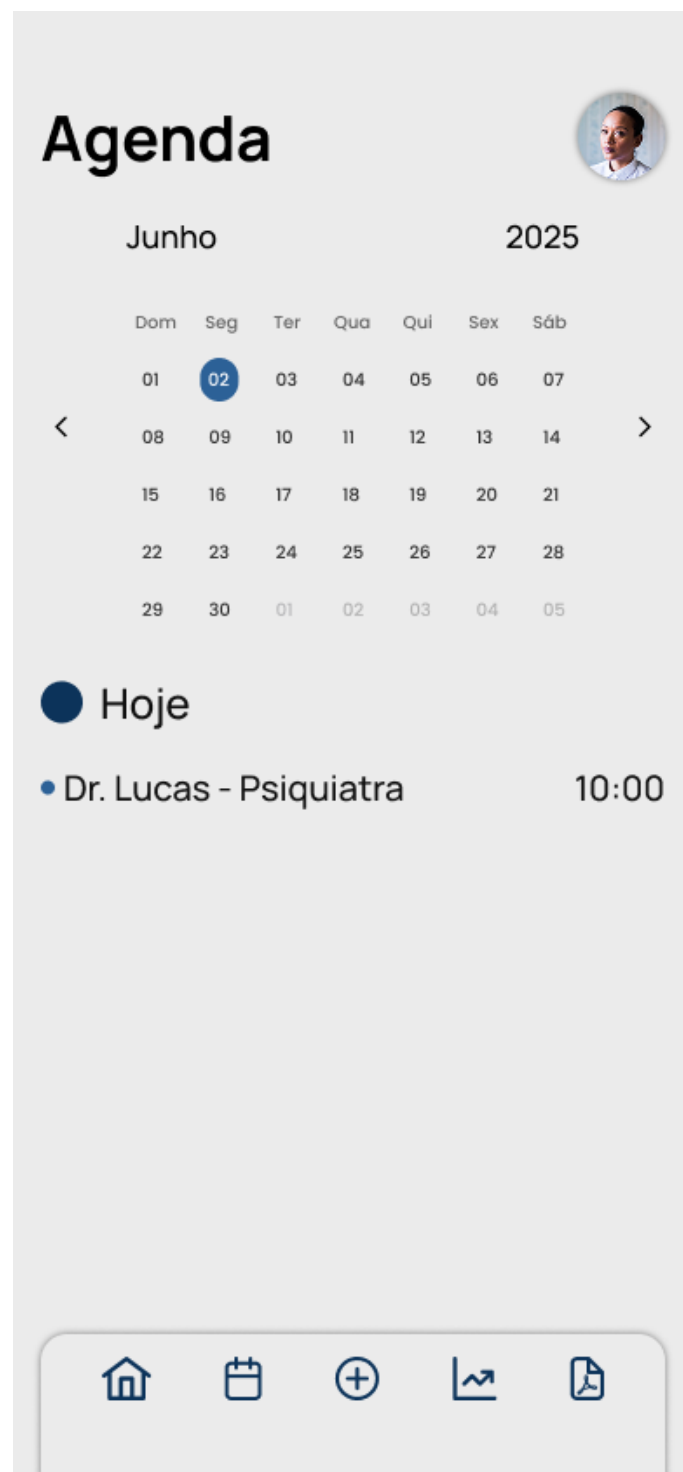 Agenda
Junho 2025
Dom Seg Ter Qua Qui Sex Sáb
01 02 03 04 05 06 07
08 09 10 11 12 13 14
15 16 17 18 19 20 21
22 23 24 25 26 27 28
29 30 01 02 03 04 05
Hoje
Dr. Lucas - Psiquiatra 10:00